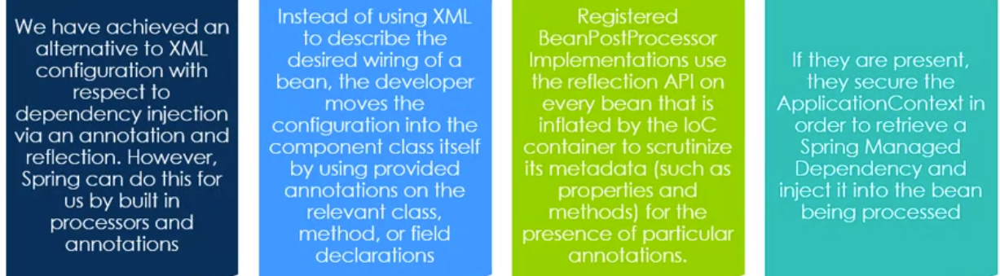 We have achieved an
alternative to XML
configuration with
respect to
dependency injection
via an annotation and
reflection. However,
Spring can do this for
us by built in
processors and
annotations
Instead of using XML
to describe the
desired wiring of a
bean, the developer
moves the
configuration into the
component class itself
by using provided
annotations on the
relevant class,
method, or field
declarations
Registered
BeanPostProcessor
Implementations use
the reflection API on
every bean that is
inflated by the IoC
container to scrutinize
its metadata (such as
properties and
methods) for the
presence of particular
annotations.
If they are present,
they secure the
ApplicationContext in
order to retrieve a
Spring Managed
Dependency and
inject it into the bean
being processed